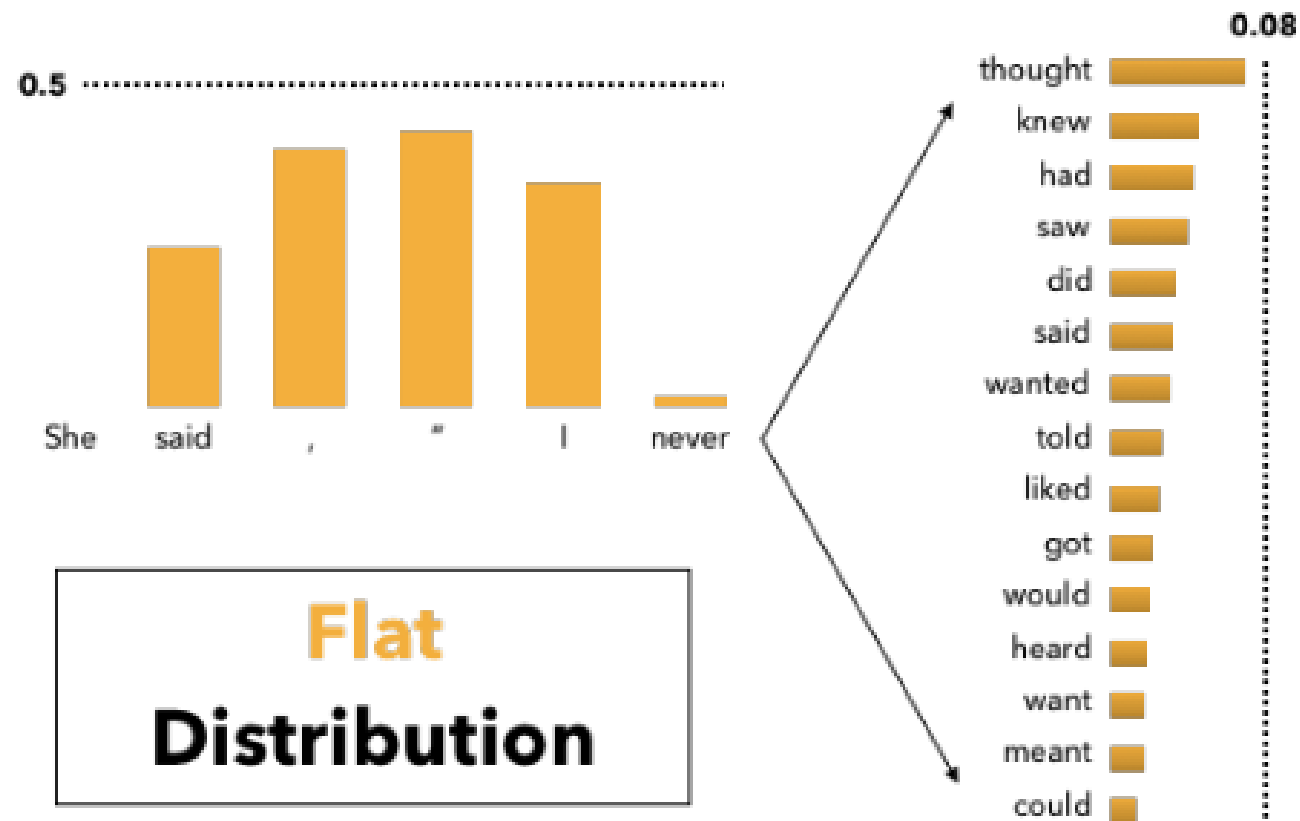 0.5
She said , “ I never
Flat
Distribution
0.08
thought
knew
had
saw
did
said
wanted
told
liked
got
would
heard
want
meant
could